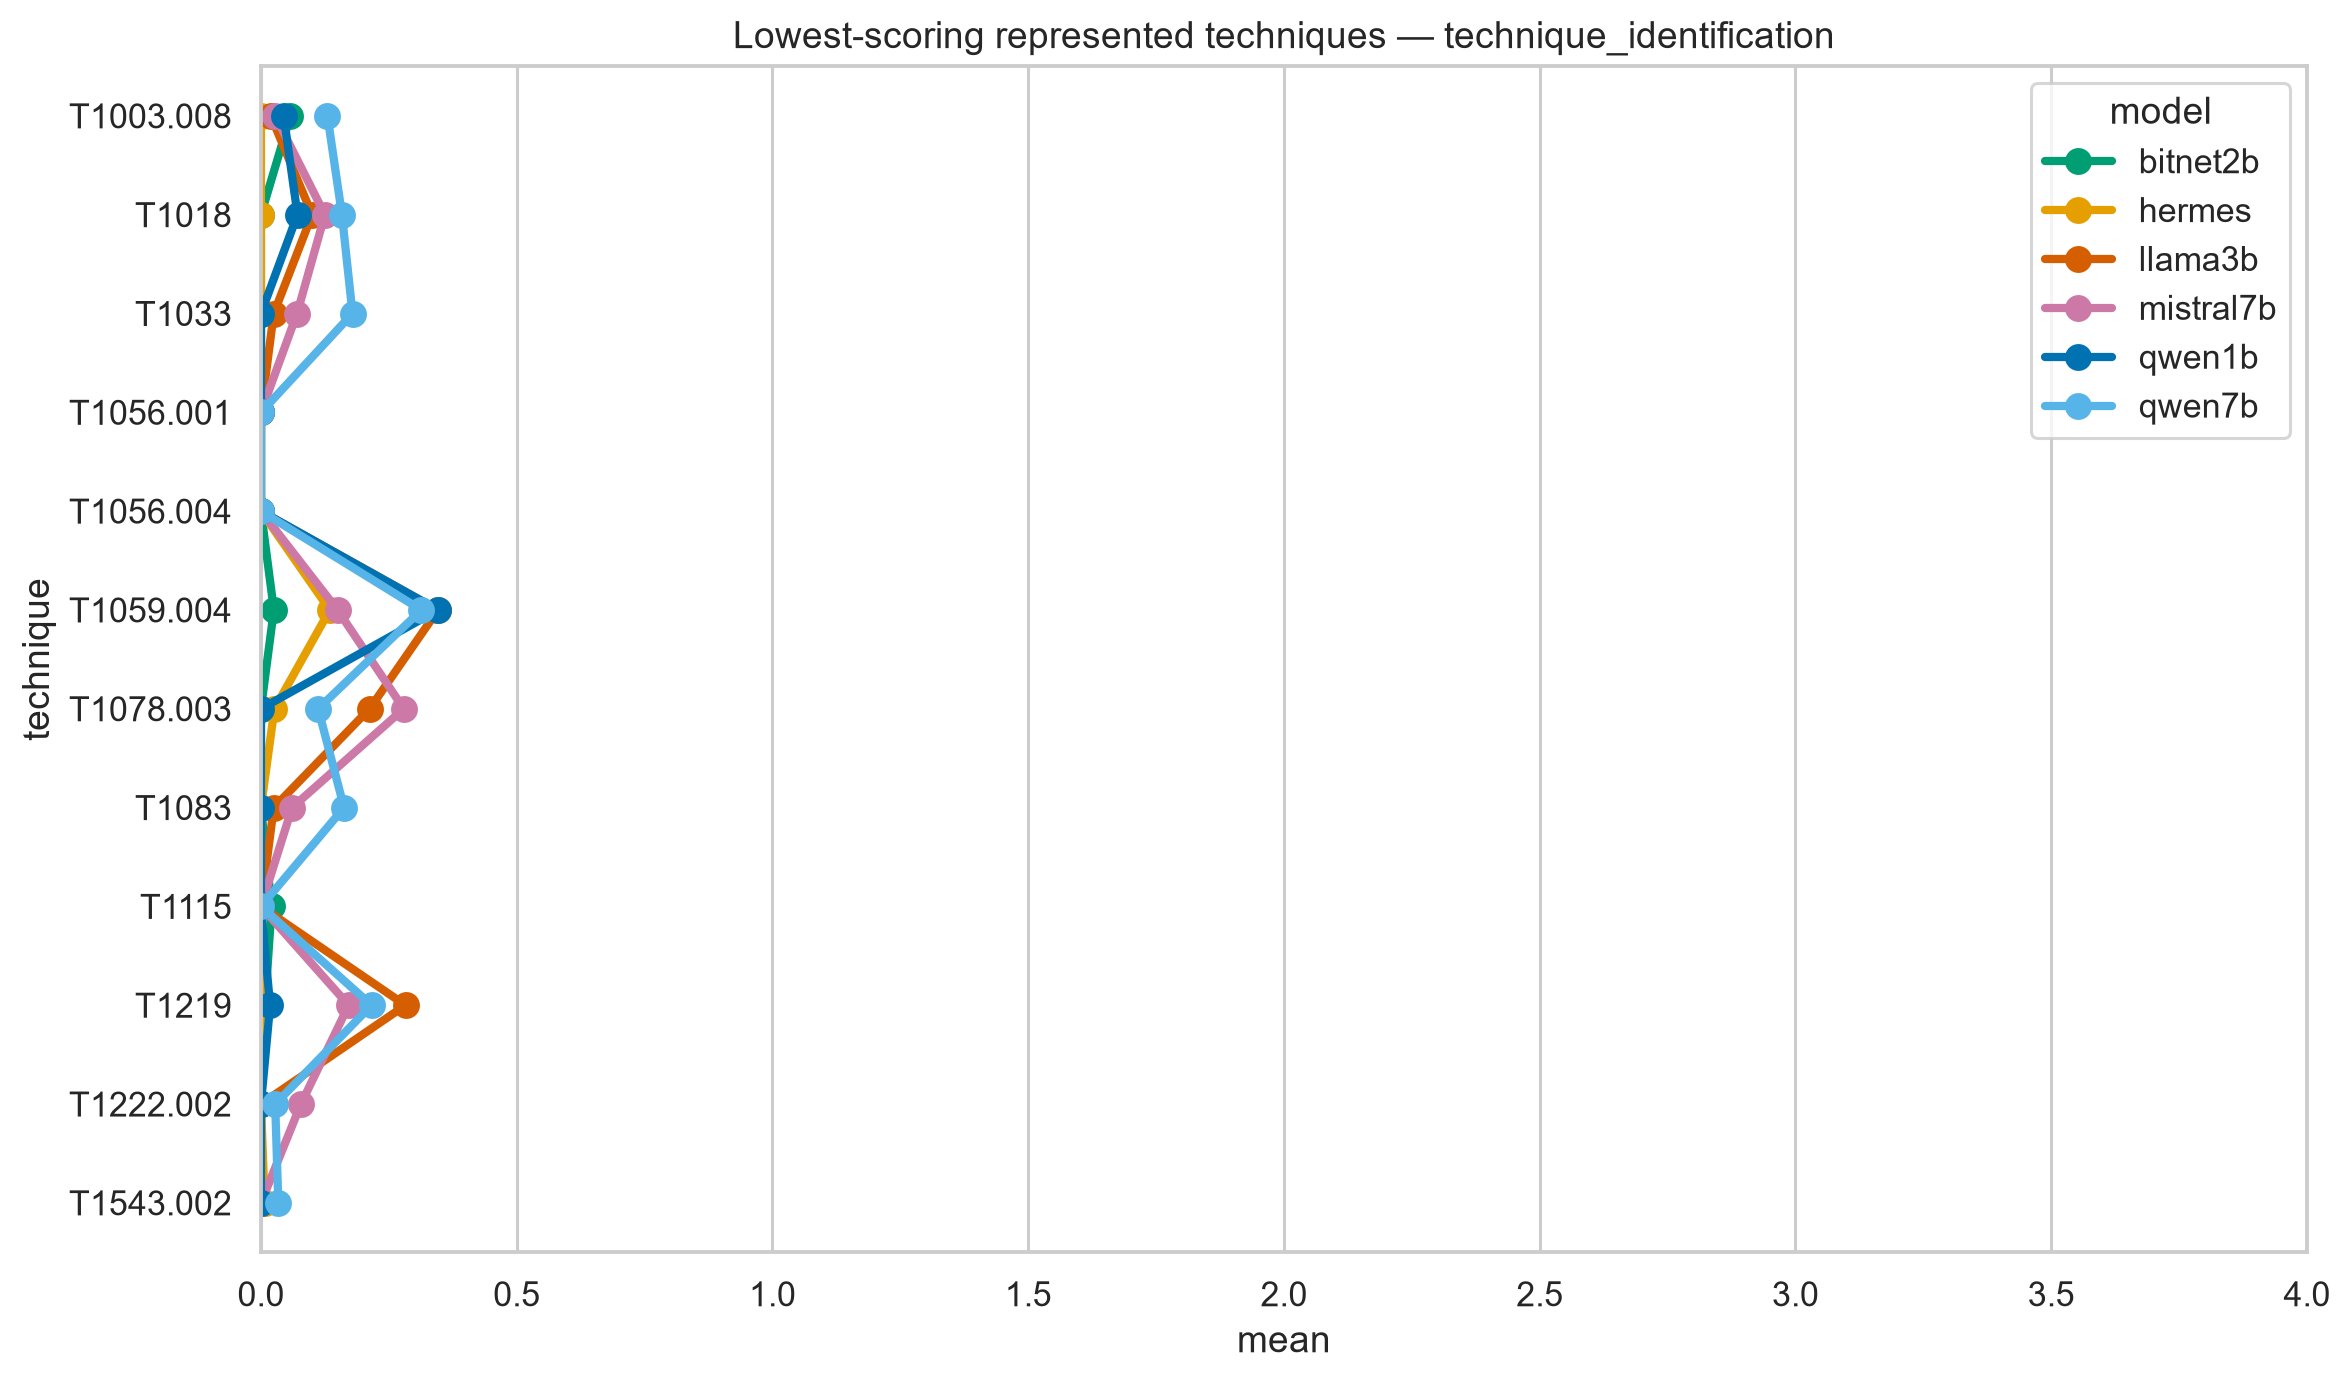 Lowest-scoring represented techniques — technique_identification
model
bitnet2b
hermes
llama3b
mistral7b
qwen1b
qwen7b
technique
T1003.008
T1018
T1033
T1056.001
T1056.004
T1059.004
T1078.003
T1083
T1115
T1219
T1222.002
T1543.002
0.0 0.5 1.0 1.5 2.0 2.5 3.0 3.5 4.0
mean